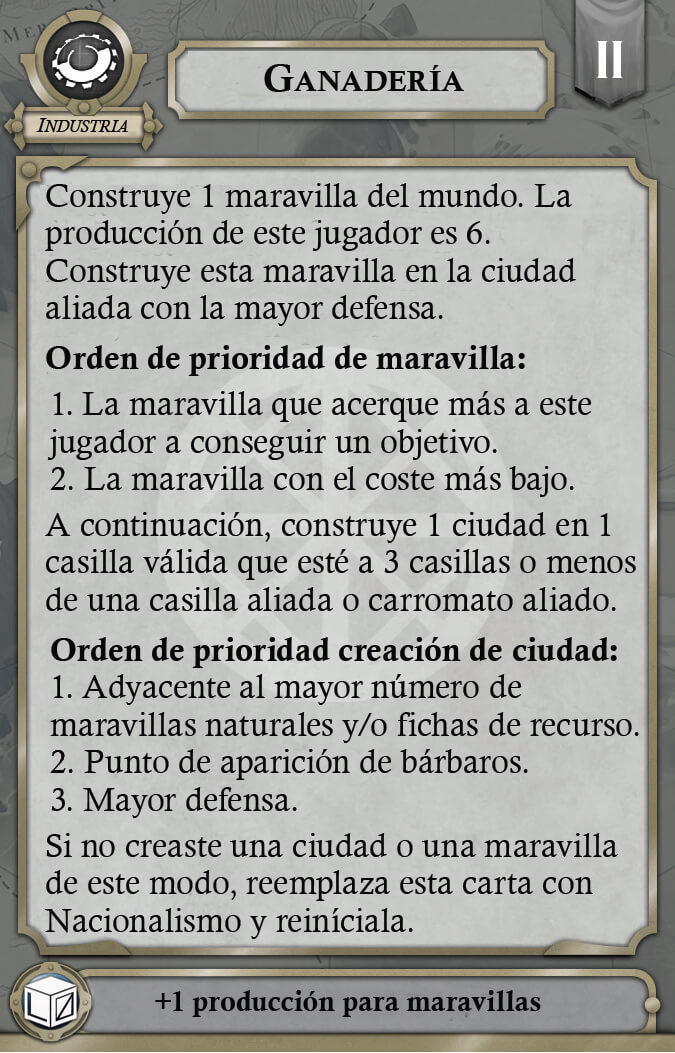 GANADERÍA
II
INDUSTRIA
Construye 1 maravilla del mundo. La
producción de este jugador es 6.
Construye esta maravilla en la ciudad
aliada con la mayor defensa.
Orden de prioridad de maravilla:
1. La maravilla que acerque más a este
jugador a conseguir un objetivo.
2. La maravilla con el coste más bajo.
A continuación, construye 1 ciudad en 1
casilla válida que esté a 3 casillas o menos
de una casilla aliada o carromato aliado.
Orden de prioridad creación de ciudad:
1. Adyacente al mayor número de
maravillas naturales y/o fichas de recurso.
2. Punto de aparición de bárbaros.
3. Mayor defensa.
Si no creaste una ciudad o una maravilla
de este modo, reemplaza esta carta con
Nacionalismo y reiníciala.
+1 producción para maravillas